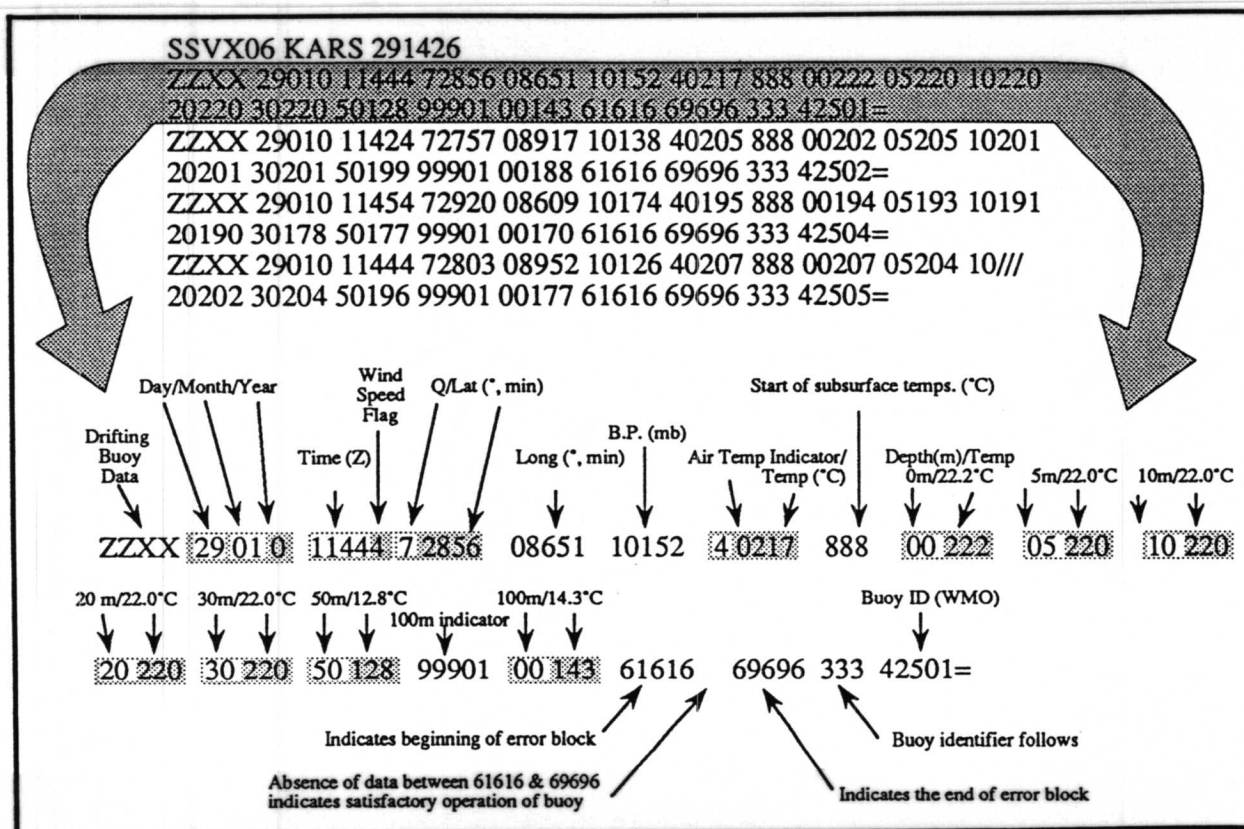 SSVX06 KARS 291426
ZZXX 29010 11444 72856 08651 10152 40217 888 00222 05220 10220
20220 30220 50128 99901 00143 61616 69696 333 42501=
ZZXX 29010 11424 72757 08917 10138 40205 888 00202 05205 10201
20201 30201 50199 99901 00188 61616 69696 333 42502=
ZZXX 29010 11454 72920 08609 10174 40195 888 00194 05193 10191
20190 30178 50177 99901 00170 61616 69696 333 42504=
ZZXX 29010 11444 72803 08952 10126 40207 888 00207 05204 10///
20202 30204 50196 99901 00177 61616 69696 333 42505=
Drifting
Buoy
Data
Day/Month/Year
Time (Z)
Wind
Speed
Flag
Q/Lat (°, min)
Long (°, min)
B.P. (mb)
Air Temp Indicator/
Temp (°C)
Start of subsurface temps. (°C)
Depth(m)/Temp
0m/22.2°C
5m/22.0°C
10m/22.0°C
ZZXX 29 01 0 11444 7 2856 08651 10152 4 0217 888 00 222 05 220 10 220
20 m/22.0°C 30m/22.0°C 50m/12.8°C
100m indicator
100m/14.3°C
Buoy ID (WMO)
20 220 30 220 50 128 99901 00 143 61616 69696 333 42501=
Indicates beginning of error block
Buoy identifier follows
Absence of data between 61616 & 69696
indicates satisfactory operation of buoy
Indicates the end of error block